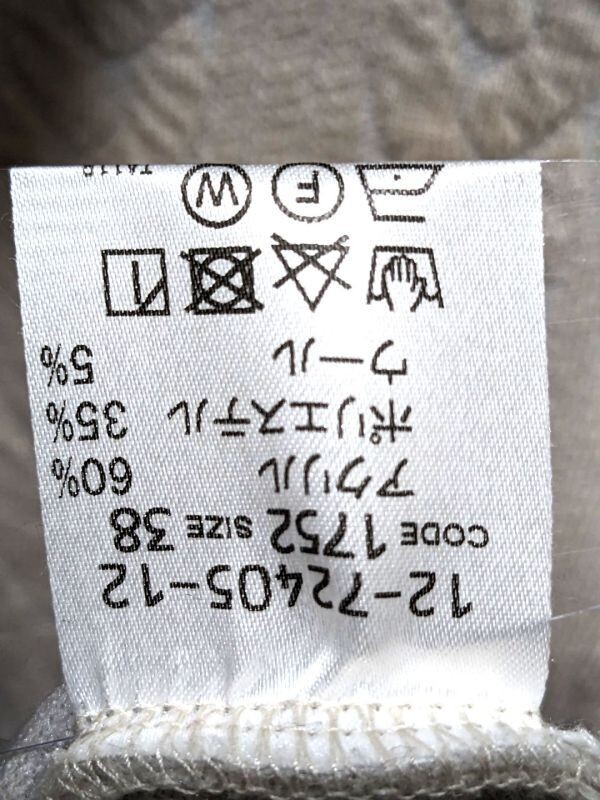 12-72405-12
CODE 1752 SIZE 38
アクリル 60%
ポリエステル 35%
ウール 5%
F W